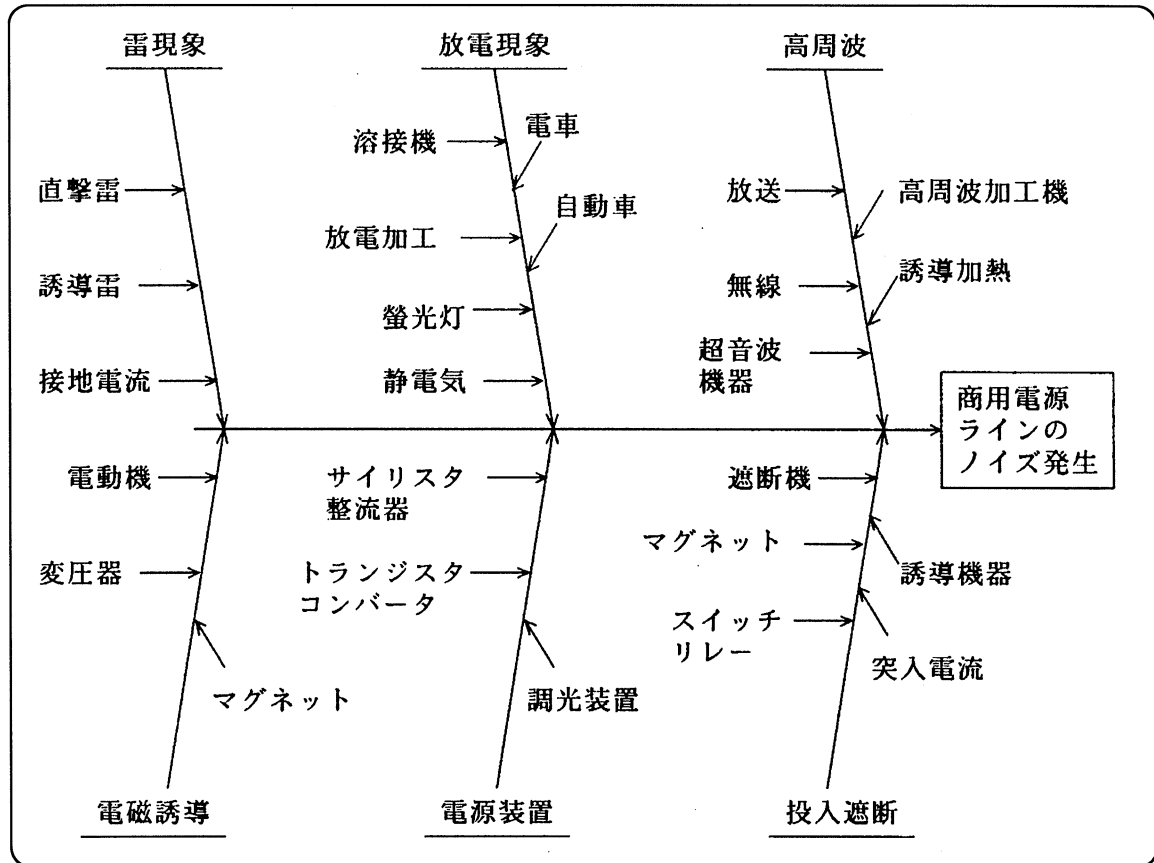 雷現象
放電現象
高周波
溶接機
電車
直撃雷
放送
高周波加工機
自動車
放電加工
誘導雷
無線
誘導加熱
螢光灯
超音波
機器
接地電流
静電気
商用電源
ラインの
ノイズ発生
電動機
サイリスタ
整流器
遮断機
マグネット
変圧器
トランジスタ
コンバータ
誘導機器
スイッチ
リレー
突入電流
マグネット
調光装置
電磁誘導
電源装置
投入遮断